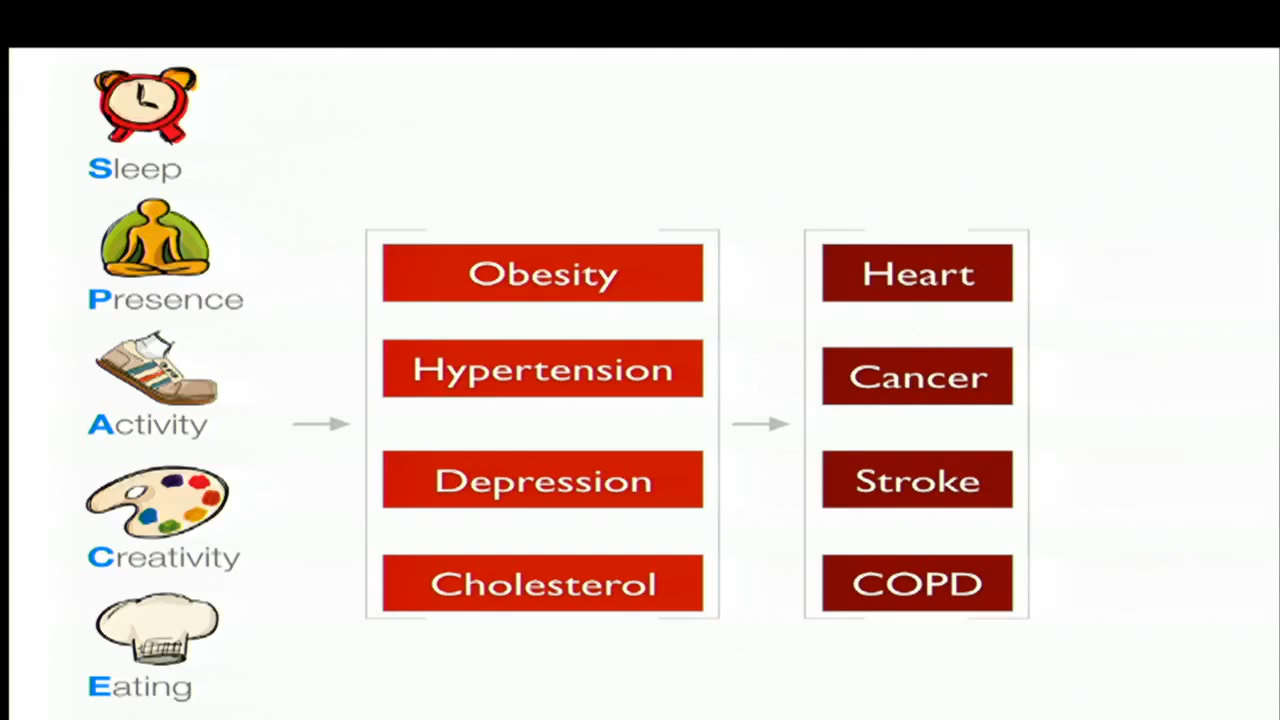 Sleep
Presence
Activity
Creativity
Eating
Obesity
Hypertension
Depression
Cholesterol
Heart
Cancer
Stroke
COPD